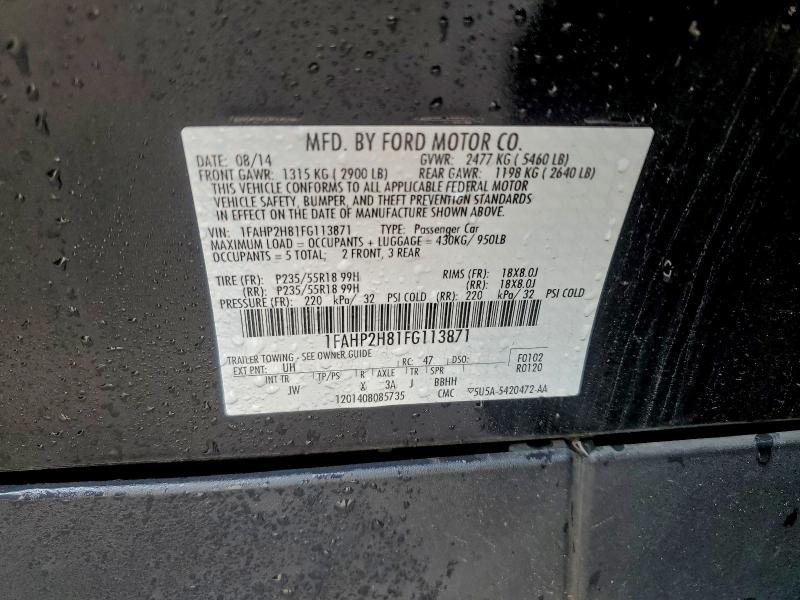 MFD. BY FORD MOTOR CO.
DATE: 08/14 GVWR: 2477 KG ( 5460 LB)
FRONT GAWR: 1315 KG ( 2900 LB) REAR GAWR: 1198 KG ( 2640 LB)
THIS VEHICLE CONFORMS TO ALL APPLICABLE FEDERAL MOTOR
VEHICLE SAFETY, BUMPER, AND THEFT PREVENTION STANDARDS
IN EFFECT ON THE DATE OF MANUFACTURE SHOWN ABOVE.
VIN: 1FAHP2H81FG113871 TYPE: Passenger Car
MAXIMUM LOAD = OCCUPANTS + LUGGAGE = 430KG/ 950LB
OCCUPANTS = 5 TOTAL; 2 FRONT, 3 REAR
TIRE (FR): P235/55R18 99H RIMS (FR): 18X8.0J
(RR): P235/55R18 99H (RR): 18X8.0J
PRESSURE (FR): 220 kPa/ 32 PSI COLD (RR): 220 kPa/ 32 PSI COLD
1FAHP2H81FG113871
TRAILER TOWING - SEE OWNER GUIDE
EXT PNT: UH RC: 47 DSO: F0102
INT TR TP/PS R AXLE TR SPR R0120
JW X 3A J BBHH
1201408085735 CMC ▽5U5A-5420472-AA